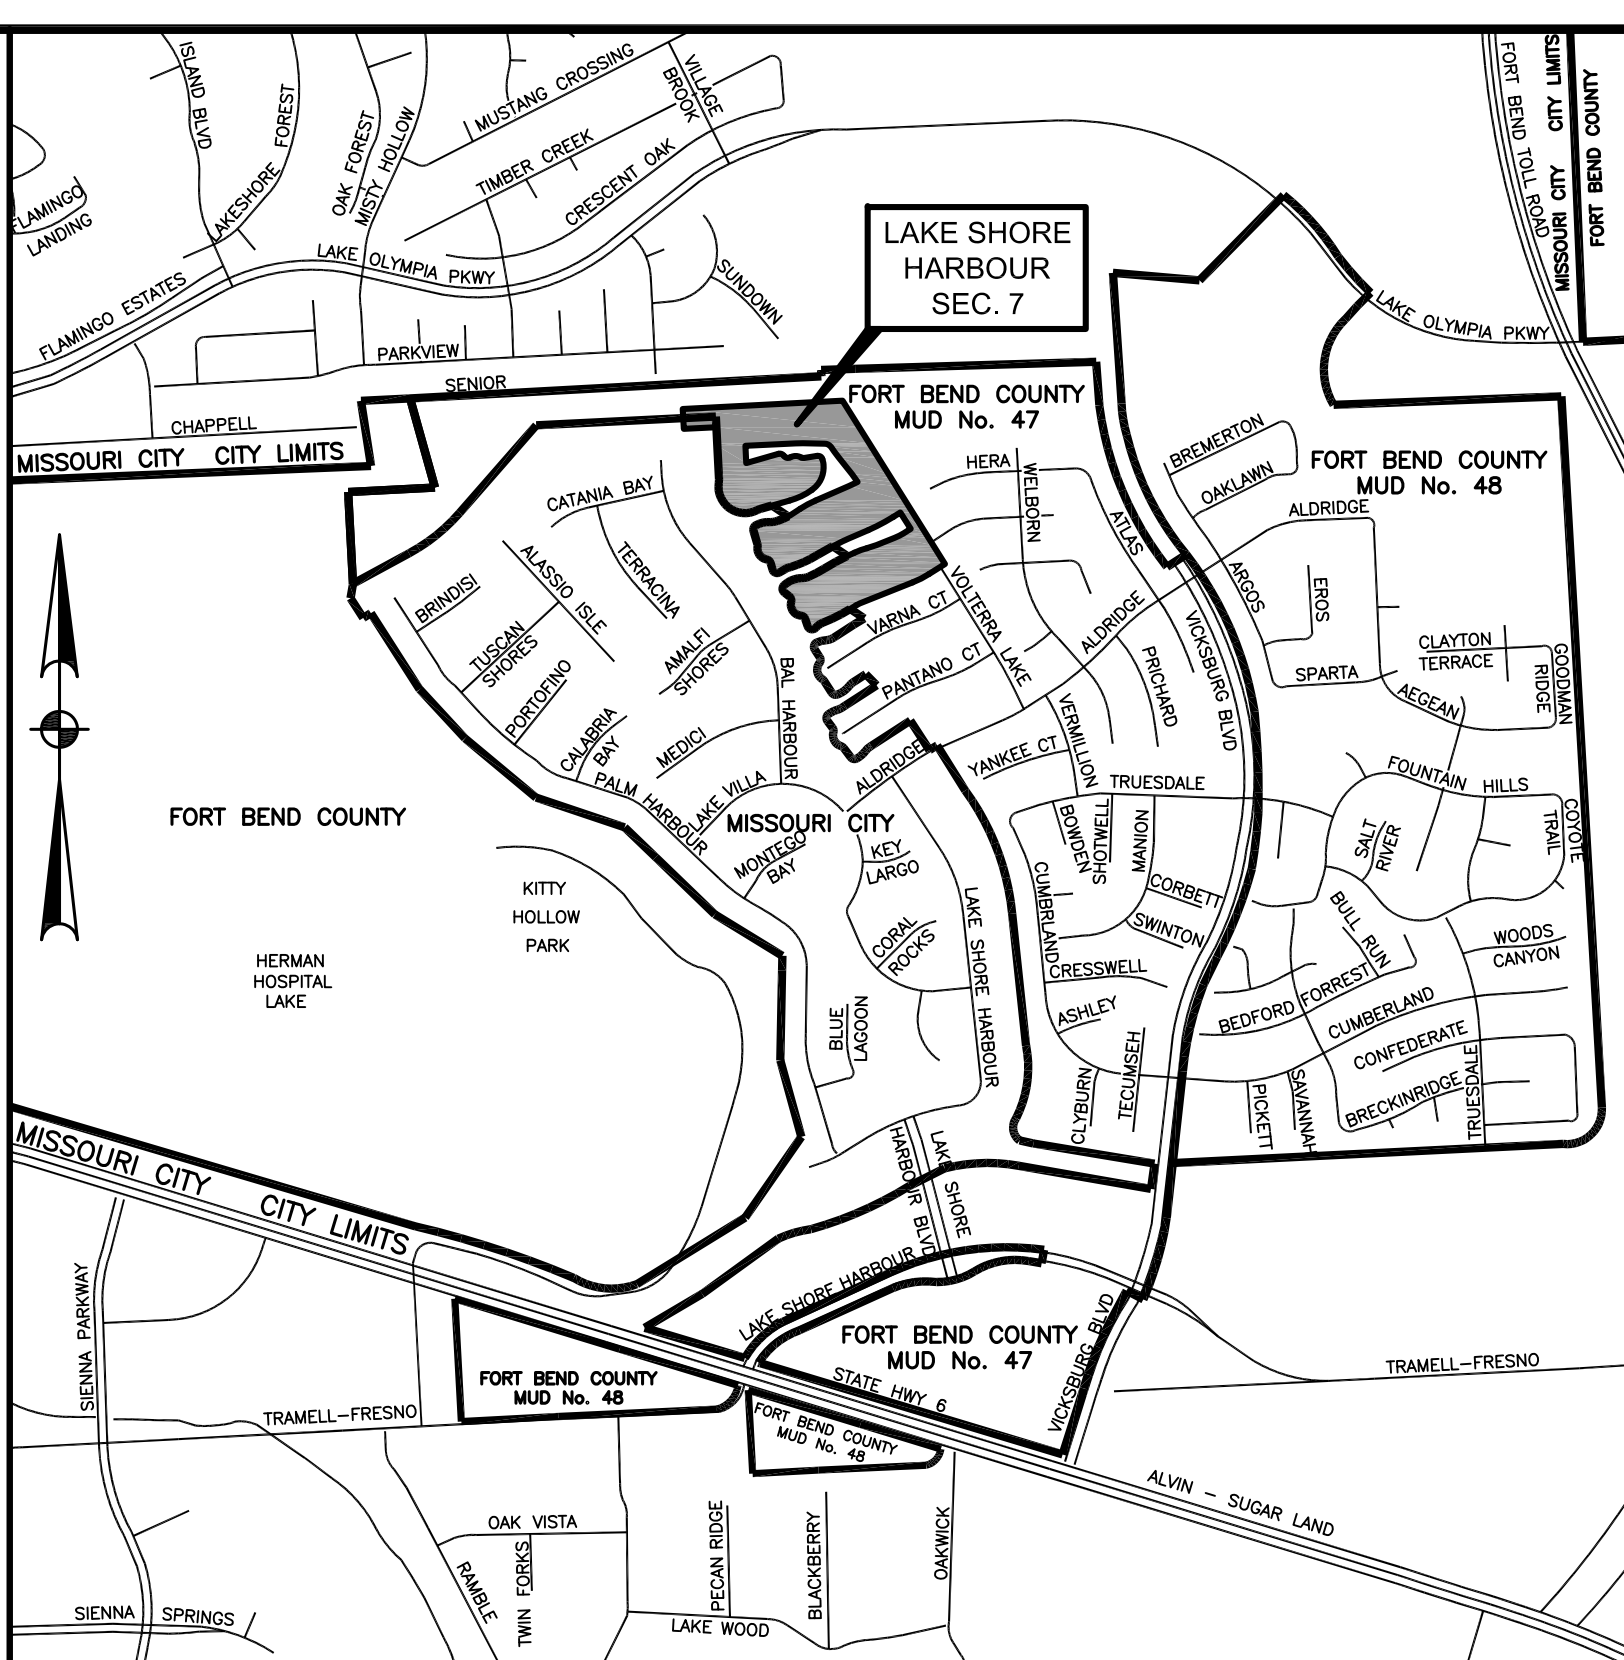 ISLAND BLVD
LAKESHORE FOREST
OAK FOREST
MISTY HOLLOW
MUSTANG CROSSING
VILLAGE
BROOK
TIMBER CREEK
CRESCENT OAK
FLAMINGO
LANDING
FLAMINGO ESTATES
LAKE OLYMPIA PKWY
SUNDOWN
PARKVIEW
SENIOR
CHAPPELL
MISSOURI CITY CITY LIMITS
LAKE SHORE
HARBOUR
SEC. 7
FORT BEND TOLL ROAD
MISSOURI CITY CITY LIMITS
FORT BEND COUNTY
LAKE OLYMPIA PKWY
FORT BEND COUNTY
MUD No. 47
FORT BEND COUNTY
MUD No. 48
BREMERTON
OAKLAWN
ALDRIDGE
HERA
WELBORN
ATLAS
ARGOS
EROS
CLAYTON
TERRACE
GOODMAN
RIDGE
SPARTA
AEGEAN
CATANIA BAY
TERRACINA
ALASSIO ISLE
BRINDISI
TUSCAN
SHORES
PORTOFINO
AMALFI
SHORES
CALABRIA
BAY
MEDICI
BAL HARBOUR
VARNA CT
PANTANO CT
VOLTERRA LAKE
ALDRIDGE
ALDRIDGE
PRICHARD
VICKSBURG BLVD
VERMILLION
YANKEE CT
TRUESDALE
FOUNTAIN HILLS
COYOTE
TRAIL
SALT
RIVER
PALM HARBOUR
LAKE VILLA
MISSOURI CITY
MONTEGO
BAY
KEY
LARGO
CORAL
ROCKS
BLUE
LAGOON
LAKE SHORE HARBOUR
BOWDEN
SHOTWELL
MANION
CORBETT
SWINTON
CUMBRLAND
CRESSWELL
ASHLEY
CLYBURN
TECUMSEH
BULL RUN
WOODS
CANYON
BEDFORD FORREST
CUMBERLAND
CONFEDERATE
BRECKINRIDGE
TRUESDALE
PICKETT
SAVANNAH
FORT BEND COUNTY
KITTY
HOLLOW
PARK
HERMAN
HOSPITAL
LAKE
MISSOURI CITY CITY LIMITS
LAKE SHORE
HARBOUR BLVD
LAKE SHORE HARBOUR
FORT BEND COUNTY
MUD No. 47
STATE HWY 6
VICKSBURG BLVD
TRAMELL-FRESNO
FORT BEND COUNTY
MUD No. 48
FORT BEND COUNTY
MUD No. 48
SIENNA PARKWAY
TRAMELL-FRESNO
ALVIN - SUGAR LAND
OAK VISTA
TWIN FORKS
RAMBLE
PECAN RIDGE
BLACKBERRY
OAKWICK
LAKE WOOD
SIENNA SPRINGS